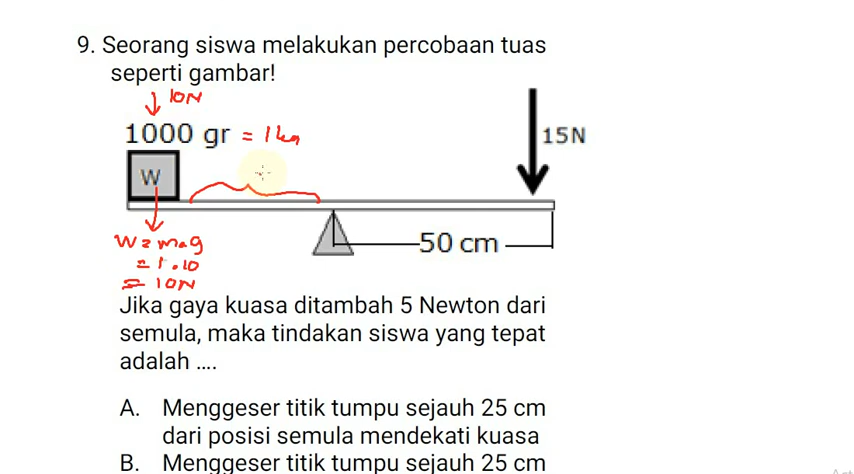 9. Seorang siswa melakukan percobaan tuas
seperti gambar!
↓ 10N
1000 gr = 1 kg
15N
W
W = m.g
= 1.10
= 10N
50 cm
Jika gaya kuasa ditambah 5 Newton dari
semula, maka tindakan siswa yang tepat
adalah ....
A. Menggeser titik tumpu sejauh 25 cm
dari posisi semula mendekati kuasa
B. Menggeser titik tumpu sejauh 25 cm